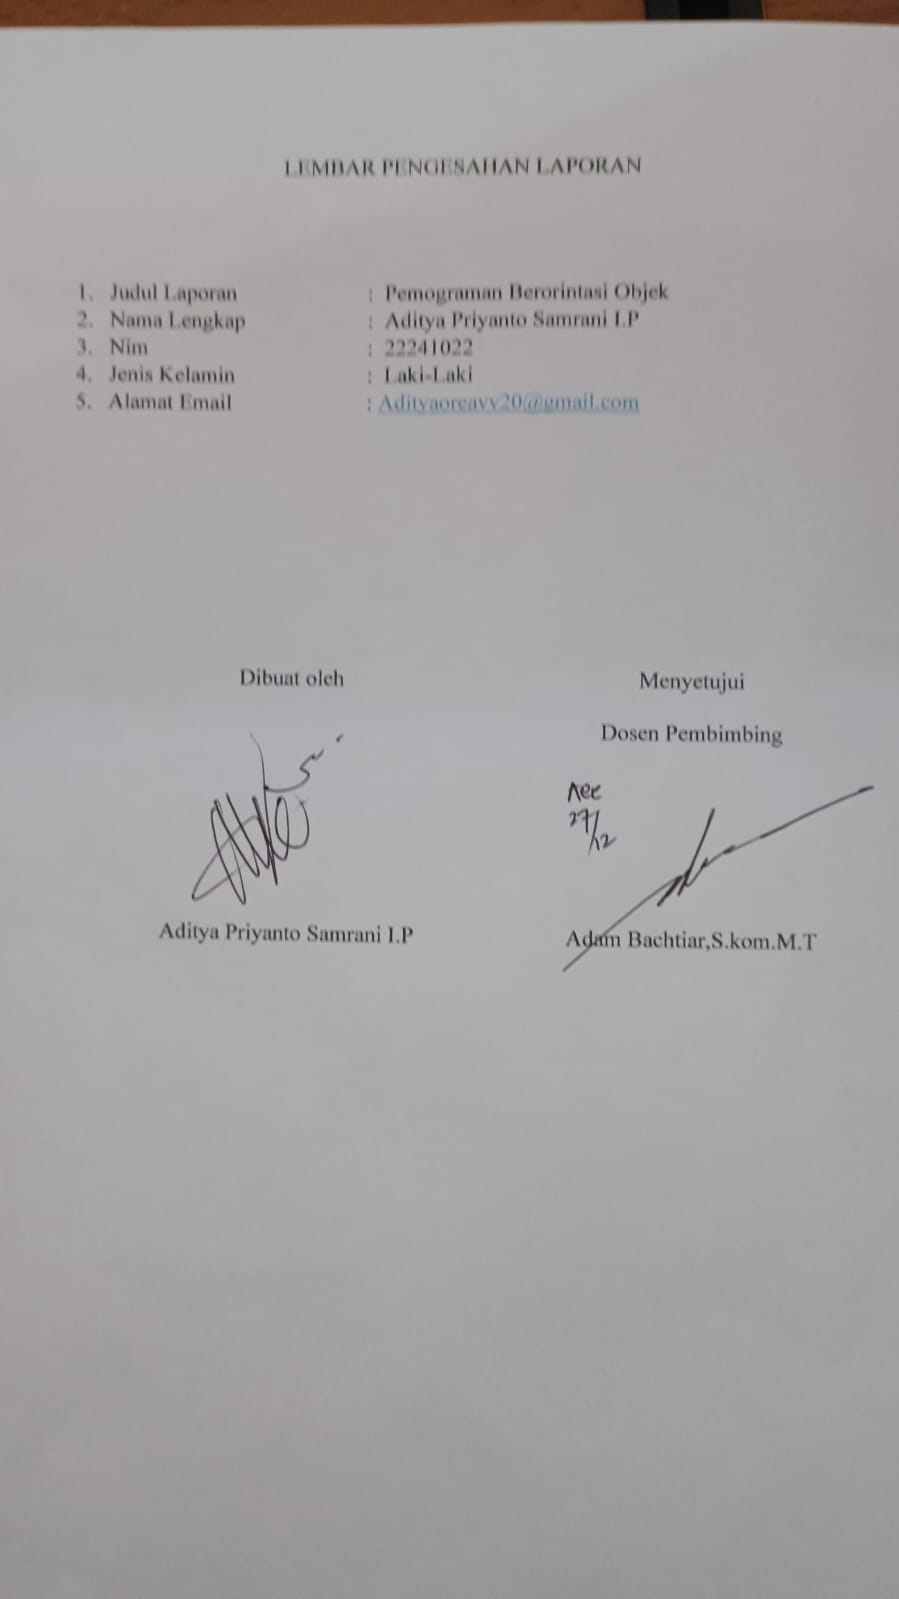 LEMBAR PENGESAHAN LAPORAN
1. Judul Laporan : Pemograman Berorintasi Objek
2. Nama Lengkap : Aditya Priyanto Samrani I.P
3. Nim : 22241022
4. Jenis Kelamin : Laki-Laki
5. Alamat Email : Adityaoreavy20@gmail.com
Dibuat oleh
Menyetujui
Dosen Pembimbing
Acc
27/12
Aditya Priyanto Samrani I.P
Adam Bachtiar,S.kom.M.T